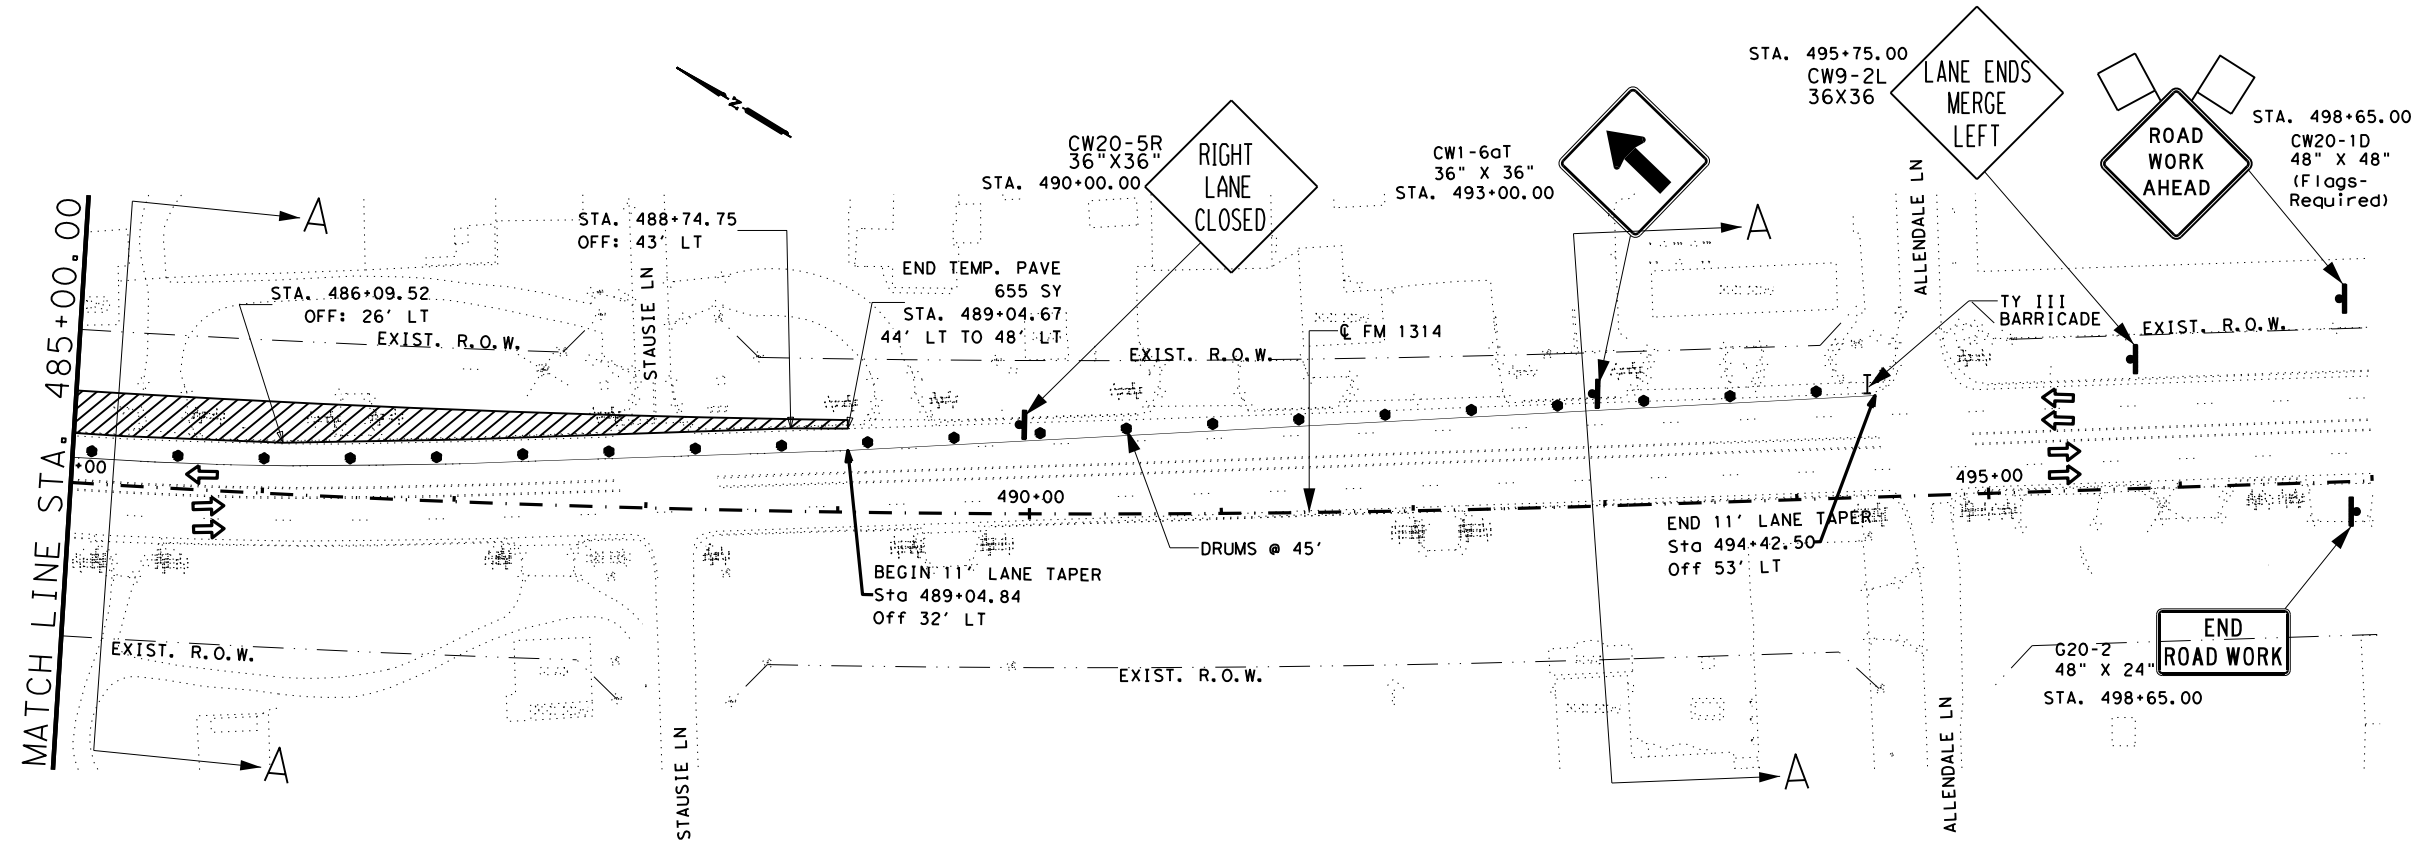 MATCH LINE STA. 485+00.00
A
STA. 486+09.52
OFF: 26' LT
EXIST. R.O.W.
+00
EXIST. R.O.W.
A
STA. 488+74.75
OFF: 43' LT
STAUSIE LN
STAUSIE LN
N
END TEMP. PAVE
655 SY
STA. 489+04.67
44' LT TO 48' LT
BEGIN 11' LANE TAPER
Sta 489+04.84
Off 32' LT
CW20-5R
36"X36"
STA. 490+00.00
RIGHT
LANE
CLOSED
EXIST. R.O.W.
490+00
DRUMS @ 45'
EXIST. R.O.W.
℄ FM 1314
CW1-6aT
36" X 36"
STA. 493+00.00
A
A
END 11' LANE TAPER
Sta 494+42.50
Off 53' LT
STA. 495+75.00
CW9-2L
36X36
LANE ENDS
MERGE
LEFT
ALLENDALE LN
ALLENDALE LN
TY III
BARRICADE
EXIST. R.O.W.
495+00
ROAD
WORK
AHEAD
STA. 498+65.00
CW20-1D
48" X 48"
(Flags-
Required)
END
ROAD WORK
G20-2
48" X 24"
STA. 498+65.00